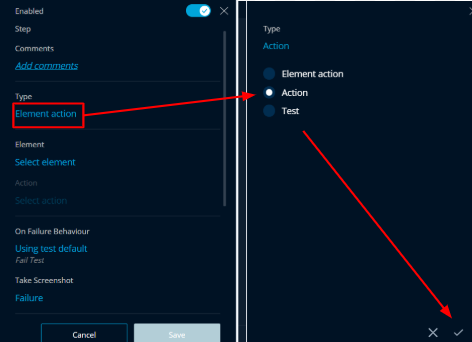 Enabled
Step
Comments
Add comments
Type
Element action
Element
Select element
Action
Select action
On Failure Behaviour
Using test default
Fail Test
Take Screenshot
Failure
Cancel
Save
Type
Action
Element action
Action
Test